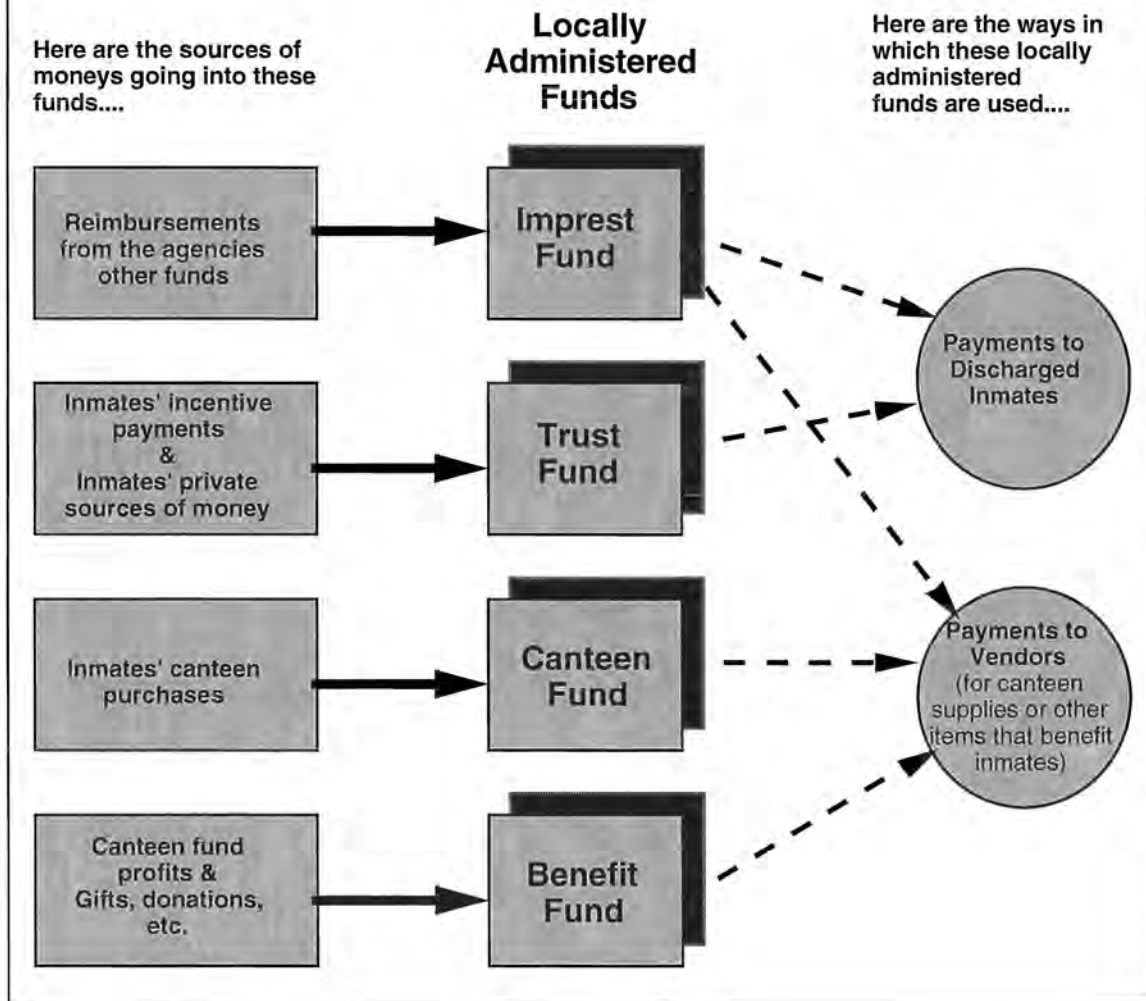 Here are the sources of
moneys going into these
funds....
Locally
Administered
Funds
Here are the ways in
which these locally
administered
funds are used....
Reimbursements
from the agencies
other funds
Imprest
Fund
Payments to
Discharged
Inmates
Inmates' incentive
payments
&
Inmates' private
sources of money
Trust
Fund
Inmates' canteen
purchases
Canteen
Fund
Payments to
Vendors
(for canteen
supplies or other
items that benefit
inmates)
Canteen fund
profits &
Gifts, donations,
etc.
Benefit
Fund